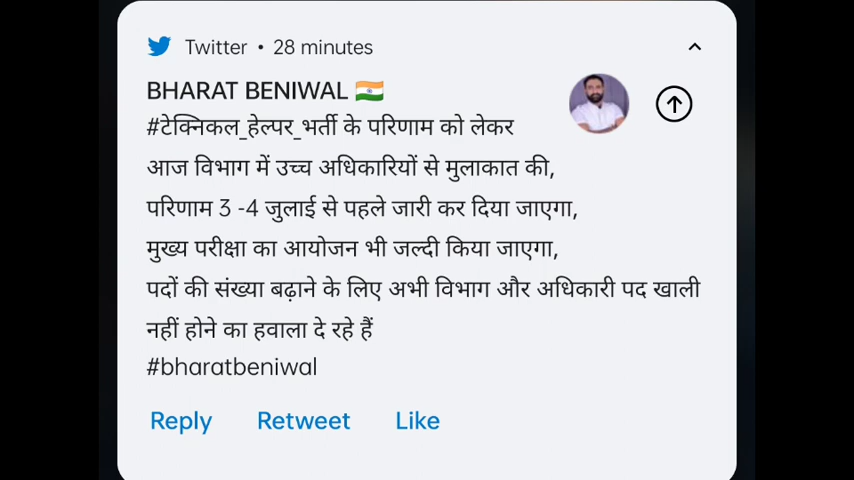 Twitter • 28 minutes
BHARAT BENIWAL 🇮🇳
#टेक्निकल_हेल्पर_भर्ती के परिणाम को लेकर
आज विभाग में उच्च अधिकारियों से मुलाकात की,
परिणाम 3 -4 जुलाई से पहले जारी कर दिया जाएगा,
मुख्य परीक्षा का आयोजन भी जल्दी किया जाएगा,
पदों की संख्या बढ़ाने के लिए अभी विभाग और अधिकारी पद खाली
नहीं होने का हवाला दे रहे हैं
#bharatbeniwal
Reply Retweet Like